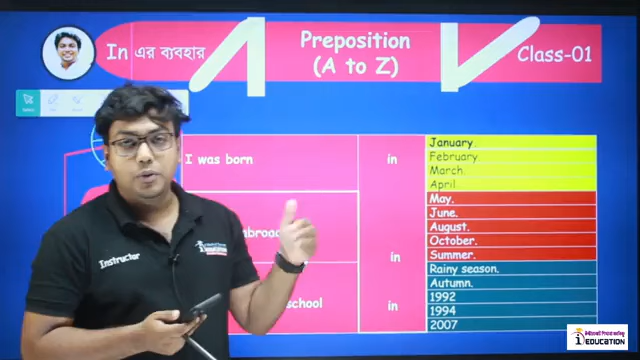 In এর ব্যবহার
Preposition
(A to Z)
Class-01
I was born
in
January.
February.
March.
April.
May.
June.
August.
October.
Summer.
in
Rainy season.
Autumn.
school
in
1992
1994
2007
Instructor
EDUCATION
EDUCATION